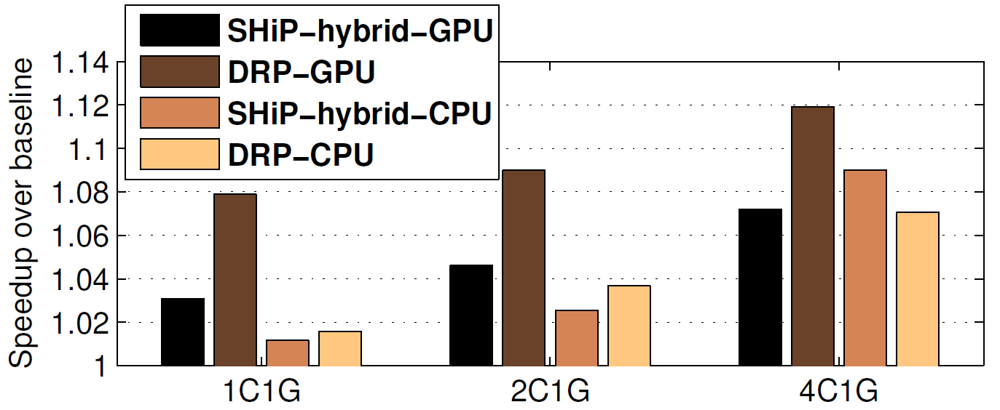 SHiP−hybrid−GPU
DRP−GPU
SHiP−hybrid−CPU
DRP−CPU
Speedup over baseline
1.14
1.12
1.1
1.08
1.06
1.04
1.02
1
1C1G
2C1G
4C1G